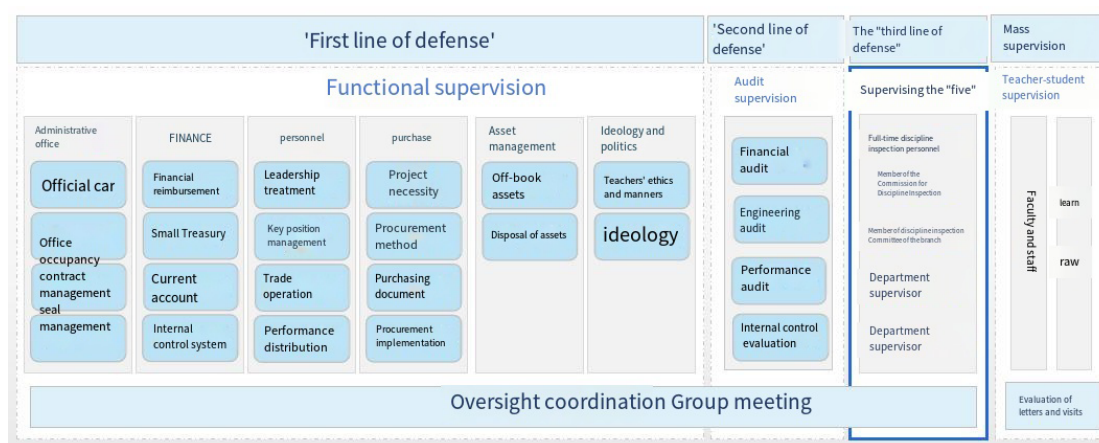 'First line of defense'
'Second line of
defense'
The "third line of
defense"
Mass
supervision
Functional supervision
Audit
supervision
Supervising the "five"
Teacher-student
supervision
Administrative
office
Official car
Office
occupancy
contract
management
seal
management
FINANCE
Financial
reimbursement
Small Treasury
Current
account
Internal
control system
personnel
Leadership
treatment
Key position
management
Trade
operation
Performance
distribution
purchase
Project
necessity
Procurement
method
Purchasing
document
Procurement
implementation
Asset
management
Off-book
assets
Disposal of assets
Ideology and
politics
Teachers' ethics
and manners
ideology
Financial
audit
Engineering
audit
Performance
audit
Internal control
evaluation
Full-time discipline
inspection personnel
Member of the
Commission for
Discipline Inspection
Member of discipline inspection
Committee of the branch
Department
supervisor
Department
supervisor
Faculty and staff
learn
raw
Oversight coordination Group meeting
Evaluation of
letters and visits